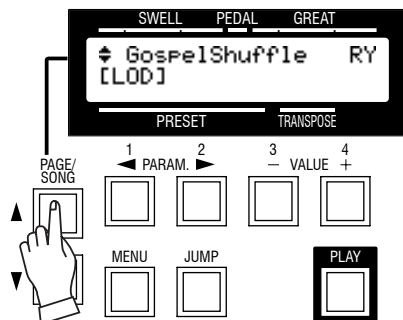 SWELL PEDAL GREAT
GospelShuffle RY
[LOD]
PRESET TRANSPOSE
1 2 3 4
PAGE/
SONG
◄ PARAM. ► − VALUE +
▲
▼
MENU JUMP PLAY